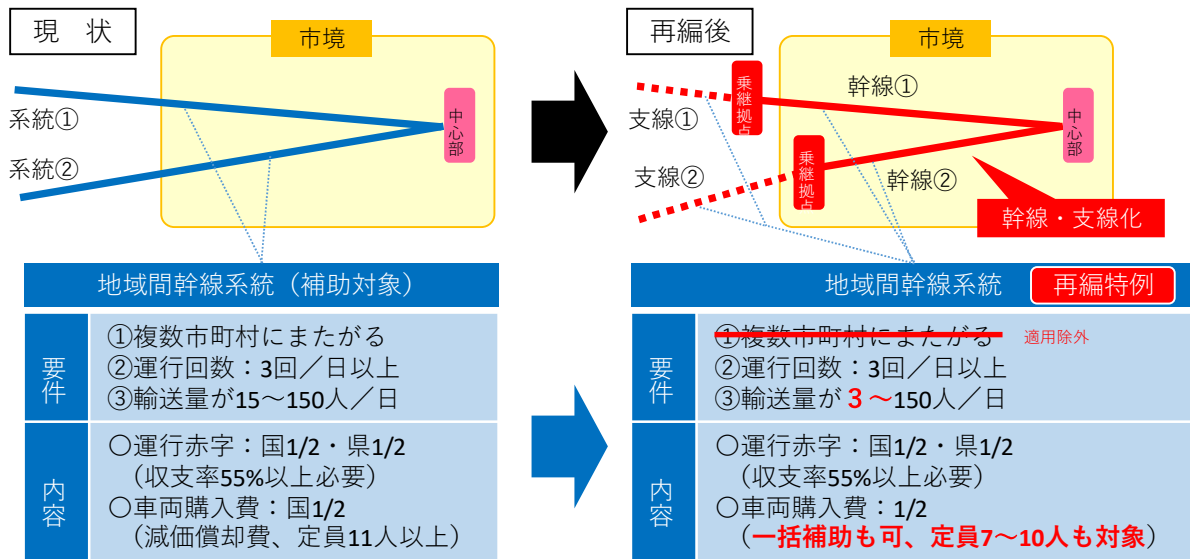 現　状
市境
系統①
系統②
中心部
地域間幹線系統（補助対象）
要件
①複数市町村にまたがる
②運行回数：3回／日以上
③輸送量が15～150人／日
内容
○運行赤字：国1/2・県1/2
（収支率55%以上必要）
○車両購入費：国1/2
（減価償却費、定員11人以上）
再編後
市境
乗継拠点
幹線①
支線①
中心部
乗継拠点
支線②
幹線②
幹線・支線化
地域間幹線系統
再編特例
要件
①複数市町村にまたがる
適用除外
②運行回数：3回／日以上
③輸送量が３～150人／日
内容
○運行赤字：国1/2・県1/2
（収支率55%以上必要）
○車両購入費：1/2
（一括補助も可、定員7～10人も対象）